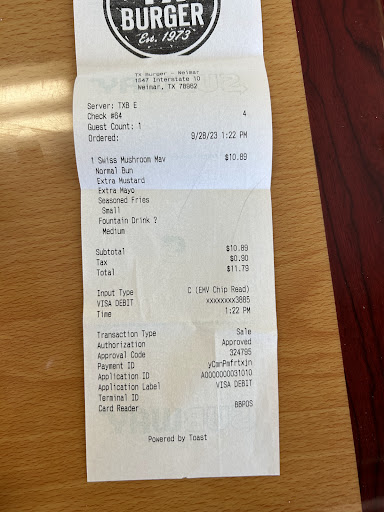 BURGER
Est. 1973
TX Burger - Weimar
1547 Interstate 10
Weimar, TX 78962
Server: TXB E
Check #64 4
Guest Count: 1
Ordered: 9/28/23 1:22 PM
1 Swiss Mushroom Mav $10.89
Normal Bun
Extra Mustard
Extra Mayo
Seasoned Fries
Small
Fountain Drink ?
Medium
Subtotal $10.89
Tax $0.90
Total $11.79
Input Type C (EMV Chip Read)
VISA DEBIT xxxxxxxx3885
Time 1:22 PM
Transaction Type Sale
Authorization Approved
Approval Code 324795
Payment ID yCmnPmfrtxjn
Application ID A0000000031010
Application Label VISA DEBIT
Terminal ID
Card Reader BBPOS
Powered by Toast